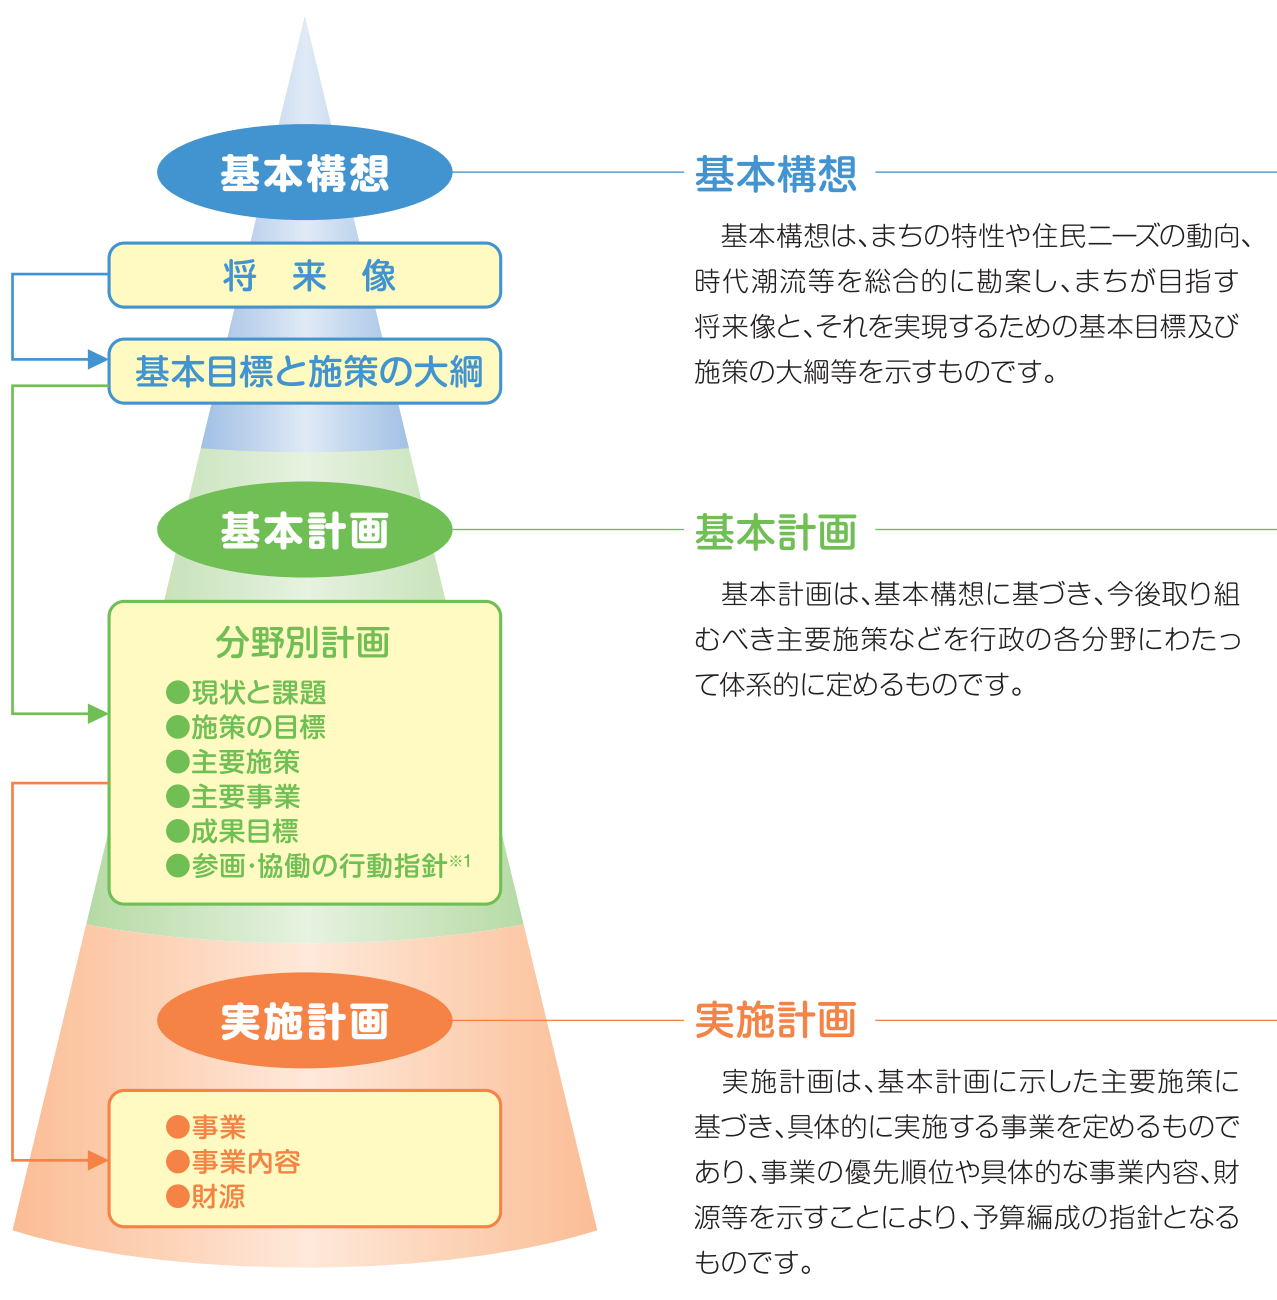 基本構想
将　来　像
基本目標と施策の大綱
基本構想
　基本構想は、まちの特性や住民ニーズの動向、
時代潮流等を総合的に勘案し、まちが目指す
将来像と、それを実現するための基本目標及び
施策の大綱等を示すものです。
基本計画
分野別計画
●現状と課題
●施策の目標
●主要施策
●主要事業
●成果目標
●参画・協働の行動指針※1
基本計画
　基本計画は、基本構想に基づき、今後取り組
むべき主要施策などを行政の各分野にわたっ
て体系的に定めるものです。
実施計画
●事業
●事業内容
●財源
実施計画
　実施計画は、基本計画に示した主要施策に
基づき、具体的に実施する事業を定めるもので
あり、事業の優先順位や具体的な事業内容、財
源等を示すことにより、予算編成の指針となる
ものです。